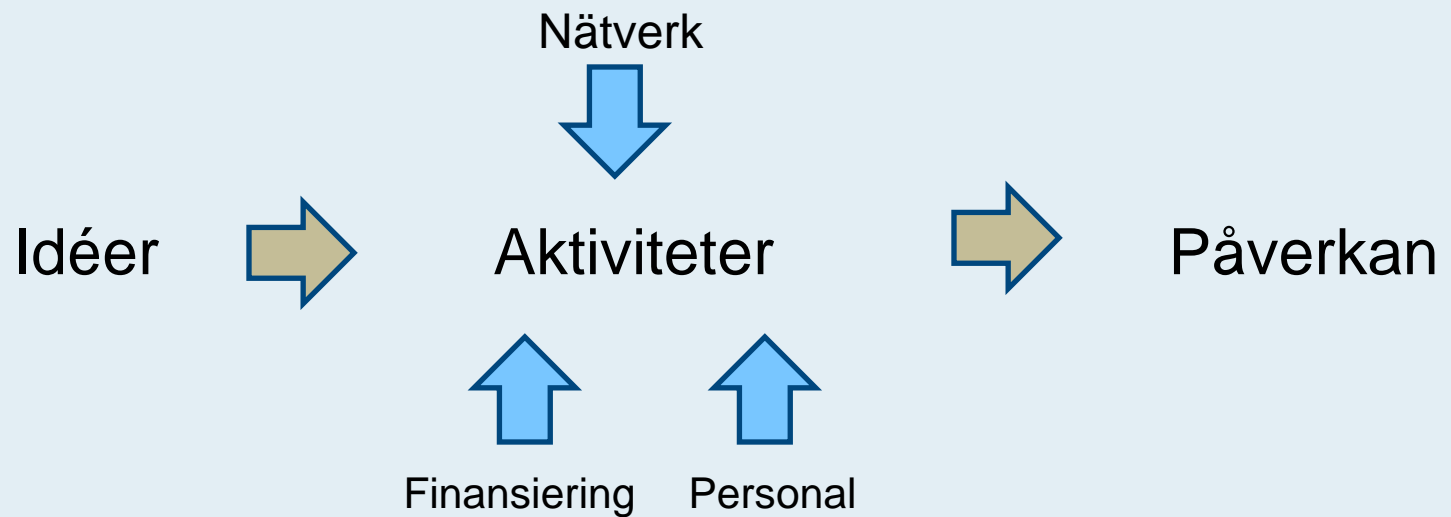 Nätverk
Idéer
Aktiviteter
Påverkan
Finansiering
Personal